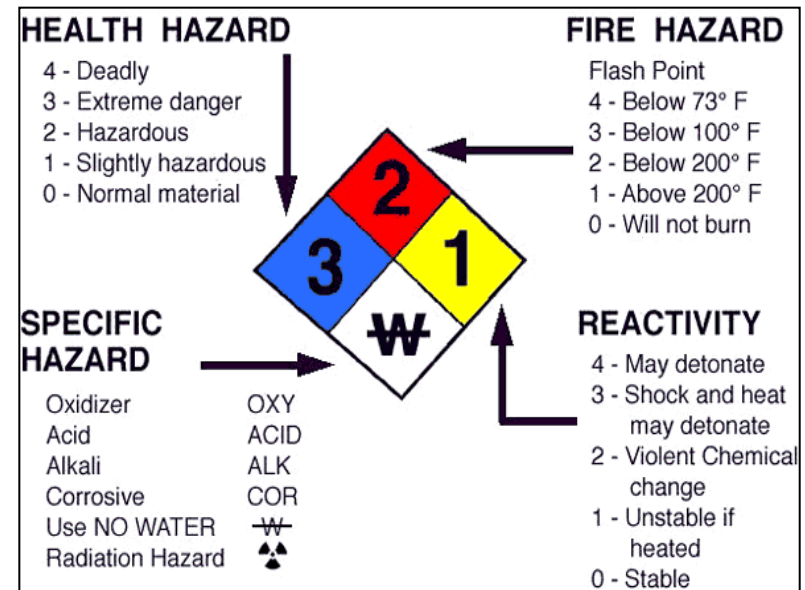 HEALTH HAZARD
4 - Deadly
3 - Extreme danger
2 - Hazardous
1 - Slightly hazardous
0 - Normal material
FIRE HAZARD
Flash Point
4 - Below 73° F
3 - Below 100° F
2 - Below 200° F
1 - Above 200° F
0 - Will not burn
2
3
1
W
SPECIFIC
HAZARD
Oxidizer OXY
Acid ACID
Alkali ALK
Corrosive COR
Use NO WATER W
Radiation Hazard
REACTIVITY
4 - May detonate
3 - Shock and heat
may detonate
2 - Violent Chemical
change
1 - Unstable if
heated
0 - Stable